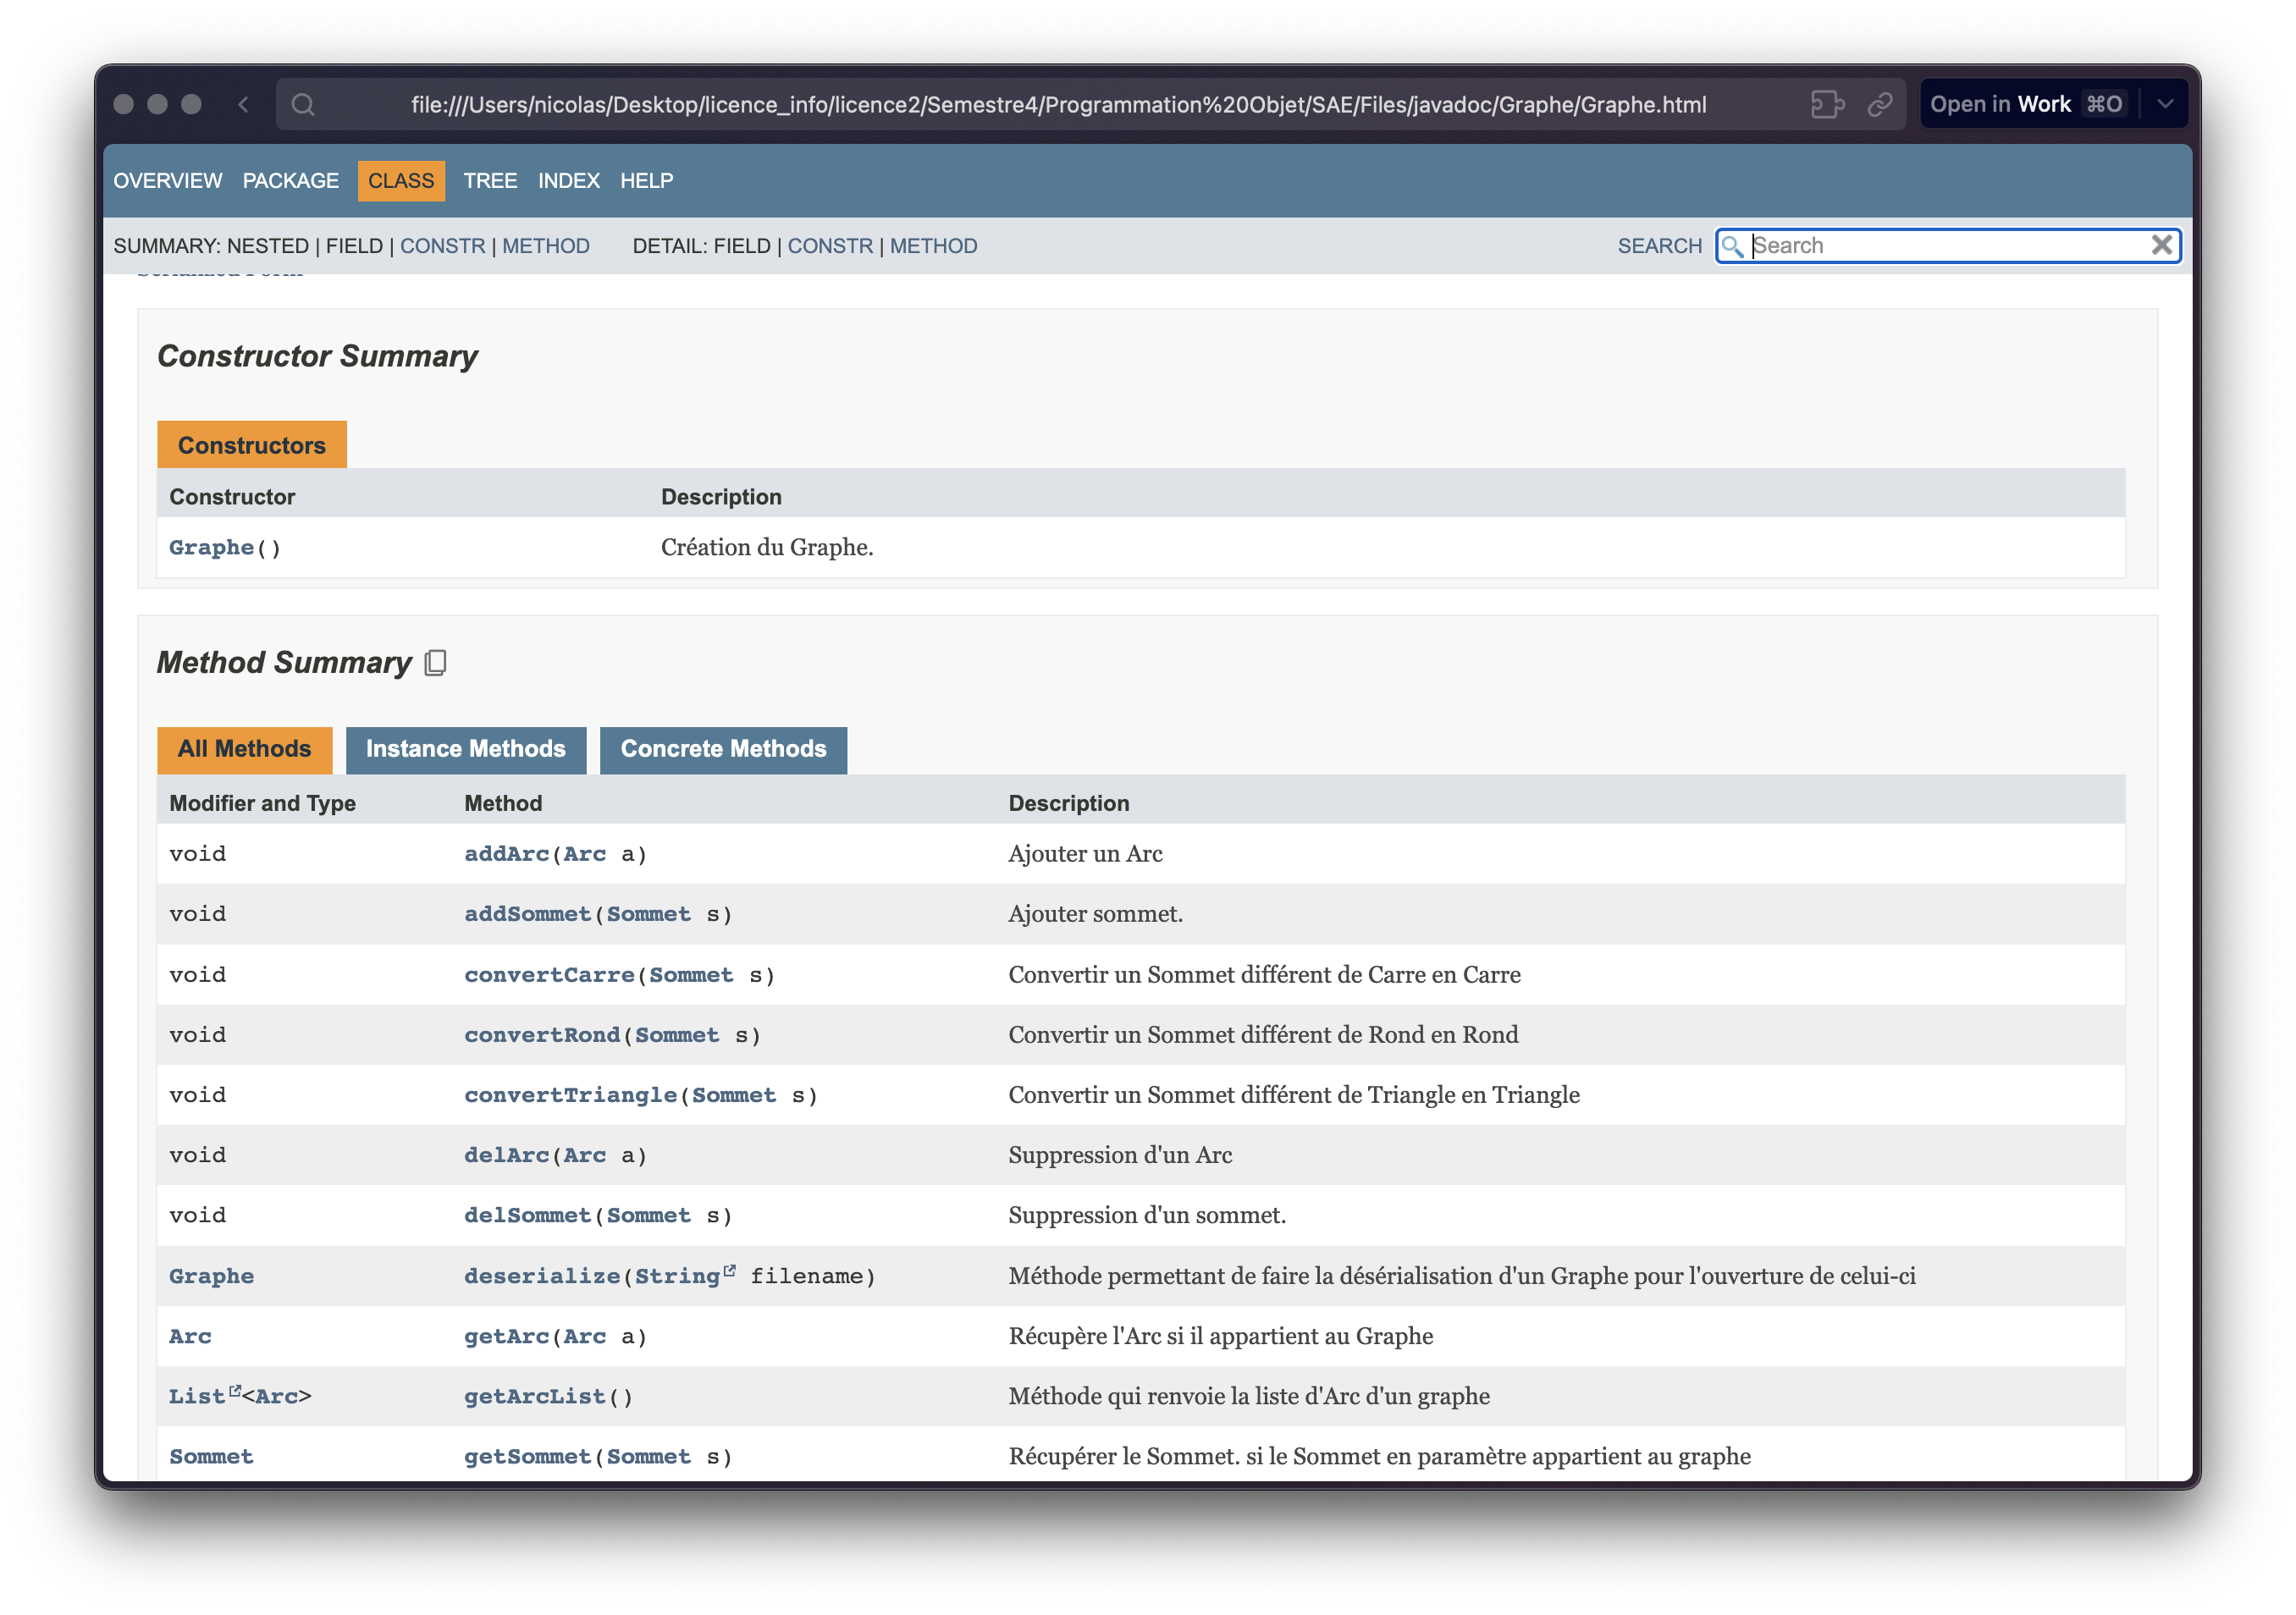 file:///Users/nicolas/Desktop/licence_info/licence2/Semestre4/Programmation%20Objet/SAE/Files/javadoc/Graphe/Graphe.html
Open in Work ⌘O
OVERVIEW PACKAGE CLASS TREE INDEX HELP
SUMMARY: NESTED | FIELD | CONSTR | METHOD DETAIL: FIELD | CONSTR | METHOD SEARCH Search
Constructor Summary
Constructors
Constructor Description
Graphe() Création du Graphe.
Method Summary
All Methods Instance Methods Concrete Methods
Modifier and Type Method Description
void addArc(Arc a) Ajouter un Arc
void addSommet(Sommet s) Ajouter sommet.
void convertCarre(Sommet s) Convertir un Sommet différent de Carre en Carre
void convertRond(Sommet s) Convertir un Sommet différent de Rond en Rond
void convertTriangle(Sommet s) Convertir un Sommet différent de Triangle en Triangle
void delArc(Arc a) Suppression d'un Arc
void delSommet(Sommet s) Suppression d'un sommet.
Graphe deserialize(String filename) Méthode permettant de faire la désérialisation d'un Graphe pour l'ouverture de celui-ci
Arc getArc(Arc a) Récupère l'Arc si il appartient au Graphe
List<Arc> getArcList() Méthode qui renvoie la liste d'Arc d'un graphe
Sommet getSommet(Sommet s) Récupérer le Sommet. si le Sommet en paramètre appartient au graphe